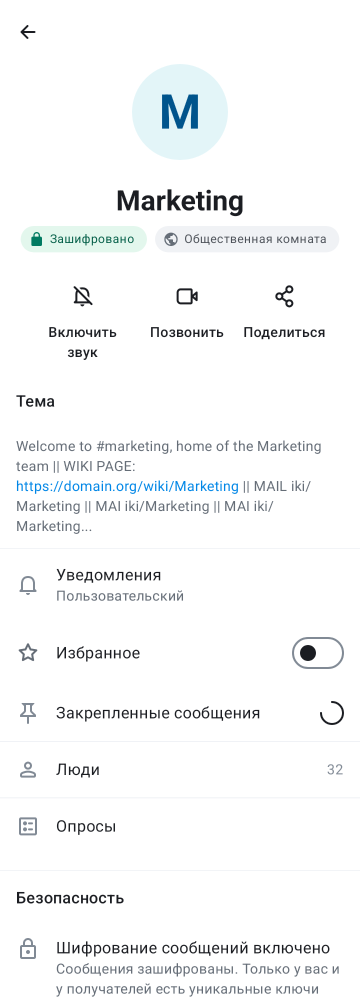 M
Marketing
Зашифровано
Общественная комната
Включить
звук
Позвонить
Поделиться
Тема
Welcome to #marketing, home of the Marketing
team || WIKI PAGE:
https://domain.org/wiki/Marketing || MAIL iki/
Marketing || MAI iki/Marketing || MAI iki/
Marketing...
Уведомления
Пользовательский
Избранное
Закрепленные сообщения
Люди
32
Опросы
Безопасность
Шифрование сообщений включено
Сообщения зашифрованы. Только у вас и
у получателей есть уникальные ключи